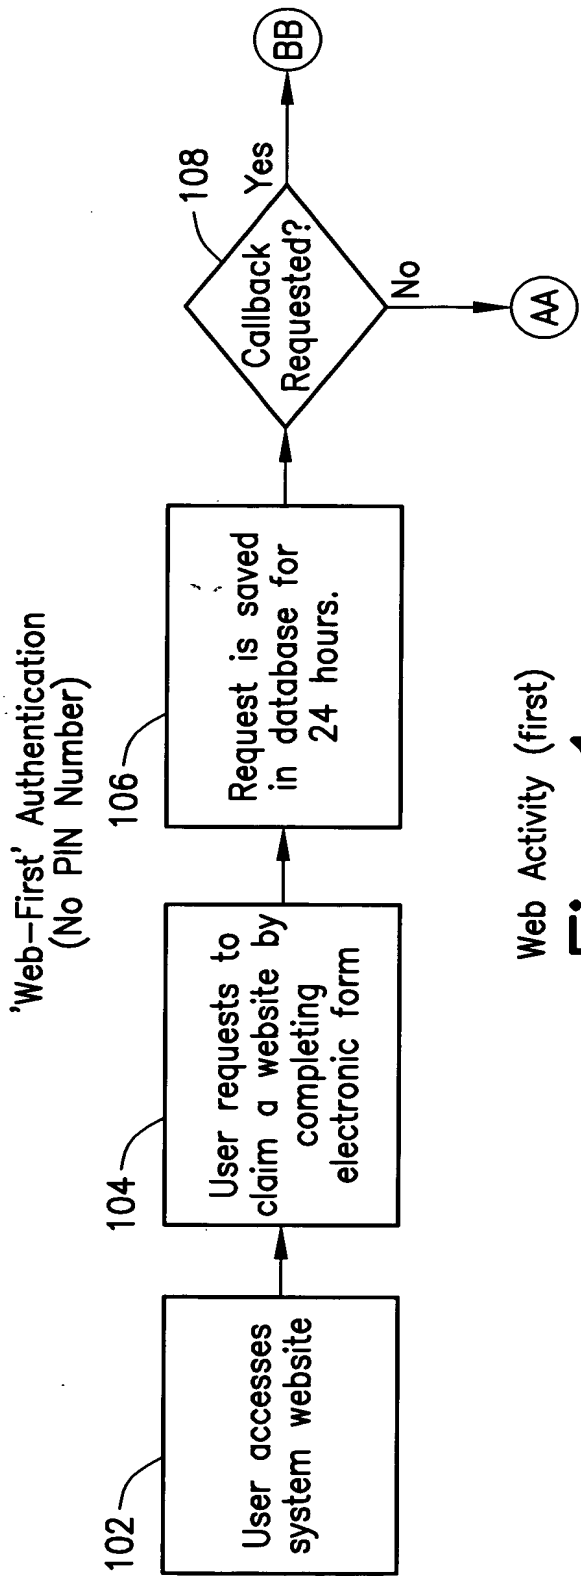 'Web-First' Authentication
(No PIN Number)
102
User accesses
system website
104
User requests to
claim a website by
completing
electronic form
106
Request is saved
in database for
24 hours.
108
Callback
Requested?
Yes
BB
No
AA
Web Activity (first)